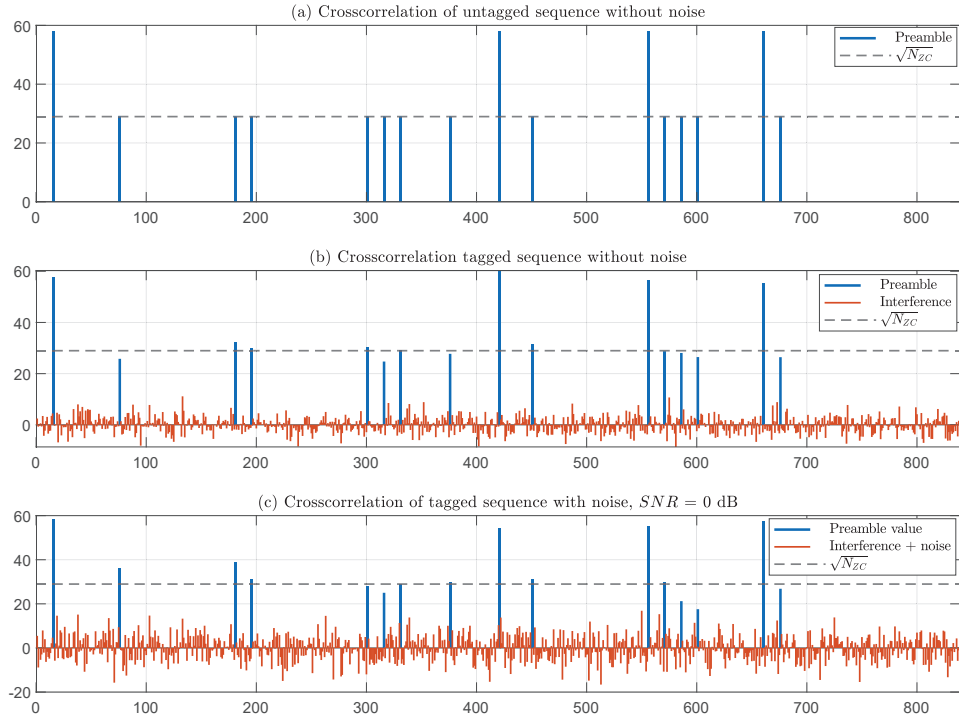 (a) Crosscorrelation of untagged sequence without noise
60
40
20
0
Preamble
√N_ZC
0 100 200 300 400 500 600 700 800
(b) Crosscorrelation tagged sequence without noise
60
40
20
0
Preamble
Interference
√N_ZC
0 100 200 300 400 500 600 700 800
(c) Crosscorrelation of tagged sequence with noise, SNR = 0 dB
60
40
20
0
-20
Preamble value
Interference + noise
√N_ZC
0 100 200 300 400 500 600 700 800